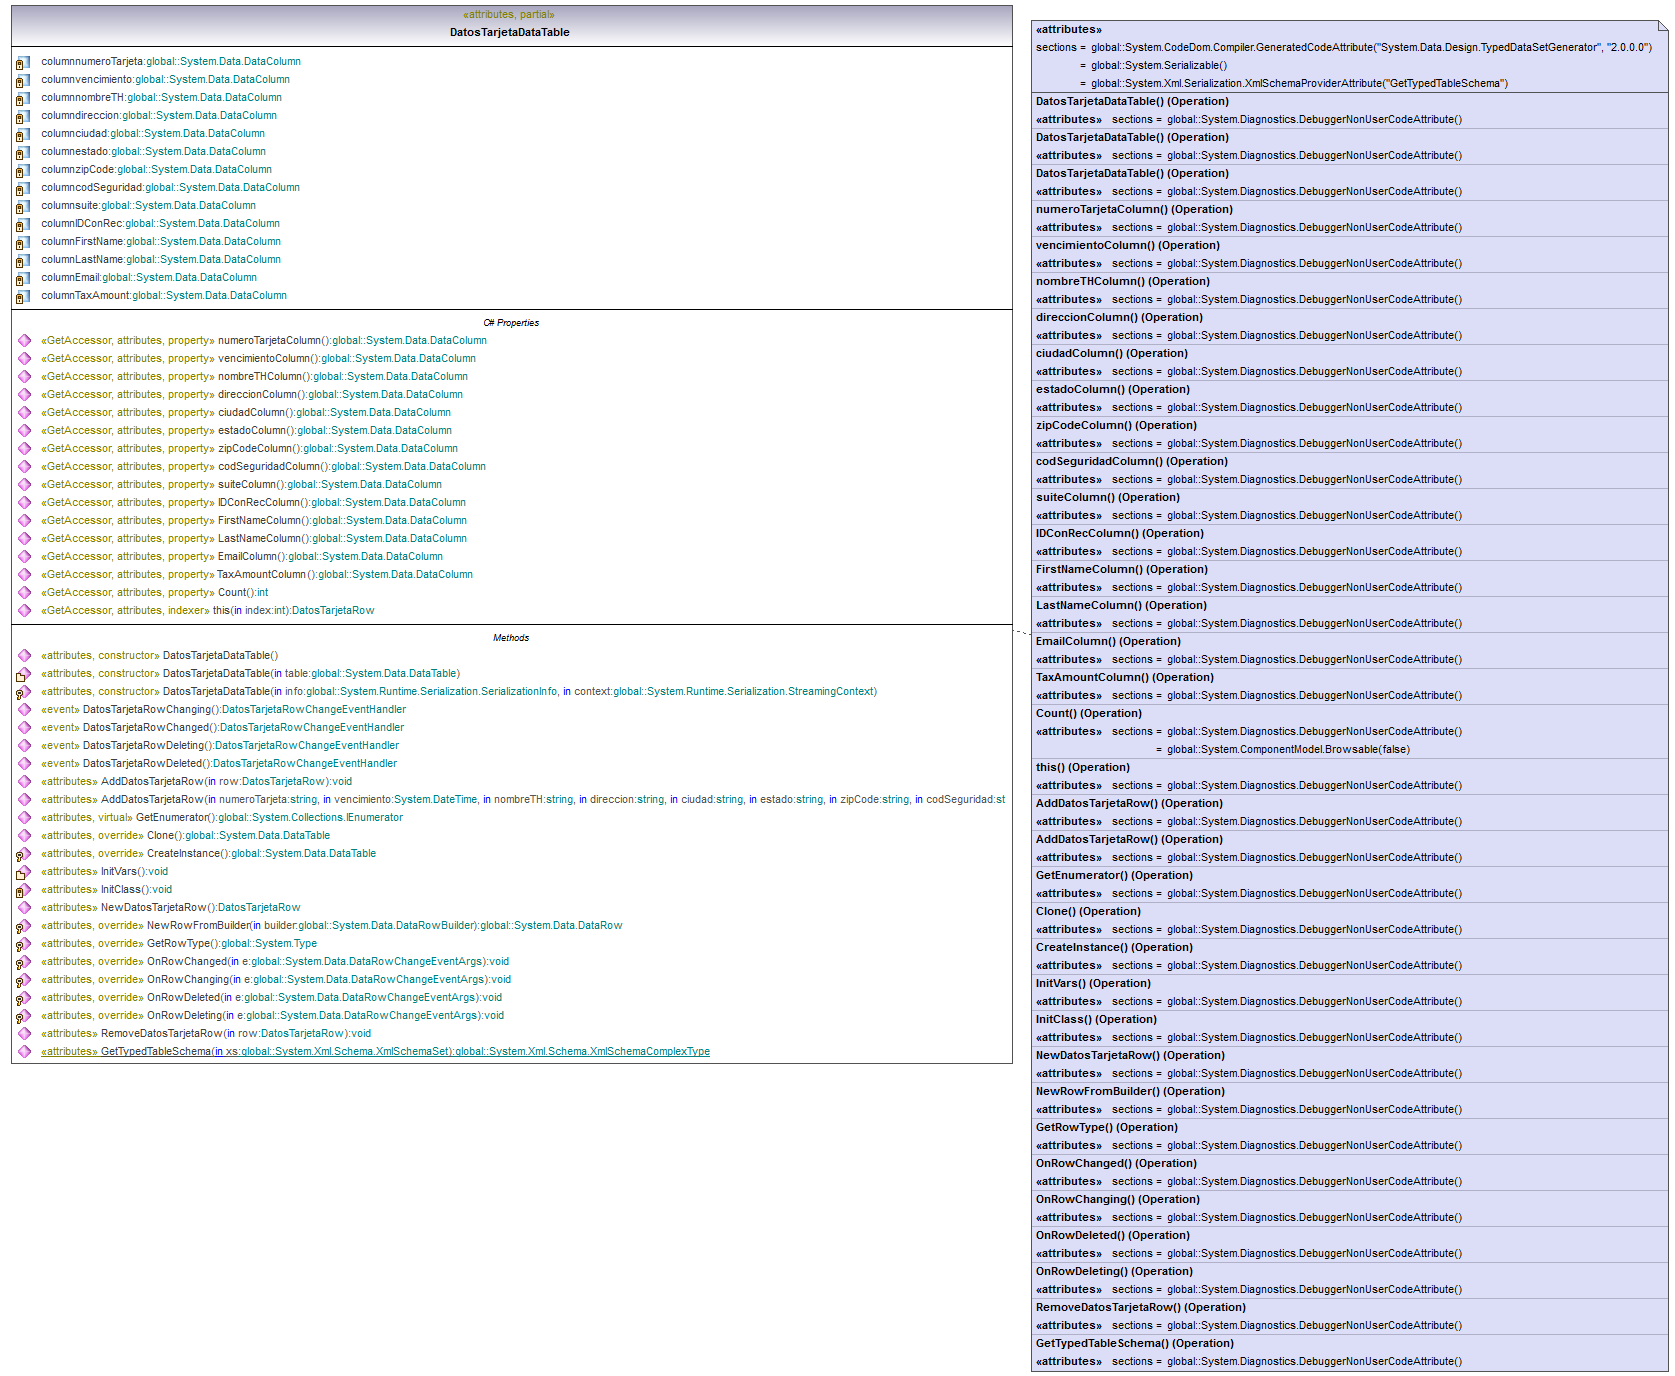 «attributes, partial»
DatosTarjetaDataTable
columnnumeroTarjeta:global::System.Data.DataColumn
columnvencimiento:global::System.Data.DataColumn
columnnombreTH:global::System.Data.DataColumn
columndireccion:global::System.Data.DataColumn
columnciudad:global::System.Data.DataColumn
columnestado:global::System.Data.DataColumn
columnzipCode:global::System.Data.DataColumn
columncodSeguridad:global::System.Data.DataColumn
columnsuite:global::System.Data.DataColumn
columnIDConRec:global::System.Data.DataColumn
columnFirstName:global::System.Data.DataColumn
columnLastName:global::System.Data.DataColumn
columnEmail:global::System.Data.DataColumn
columnTaxAmount:global::System.Data.DataColumn
C# Properties
«GetAccessor, attributes, property» numeroTarjetaColumn():global::System.Data.DataColumn
«GetAccessor, attributes, property» vencimientoColumn():global::System.Data.DataColumn
«GetAccessor, attributes, property» nombreTHColumn():global::System.Data.DataColumn
«GetAccessor, attributes, property» direccionColumn():global::System.Data.DataColumn
«GetAccessor, attributes, property» ciudadColumn():global::System.Data.DataColumn
«GetAccessor, attributes, property» estadoColumn():global::System.Data.DataColumn
«GetAccessor, attributes, property» zipCodeColumn():global::System.Data.DataColumn
«GetAccessor, attributes, property» codSeguridadColumn():global::System.Data.DataColumn
«GetAccessor, attributes, property» suiteColumn():global::System.Data.DataColumn
«GetAccessor, attributes, property» IDConRecColumn():global::System.Data.DataColumn
«GetAccessor, attributes, property» FirstNameColumn():global::System.Data.DataColumn
«GetAccessor, attributes, property» LastNameColumn():global::System.Data.DataColumn
«GetAccessor, attributes, property» EmailColumn():global::System.Data.DataColumn
«GetAccessor, attributes, property» TaxAmountColumn():global::System.Data.DataColumn
«GetAccessor, attributes, property» Count():int
«GetAccessor, attributes, indexer» this(in index:int):DatosTarjetaRow
Methods
«attributes, constructor» DatosTarjetaDataTable()
«attributes, constructor» DatosTarjetaDataTable(in table:global::System.Data.DataTable)
«attributes, constructor» DatosTarjetaDataTable(in info:global::System.Runtime.Serialization.SerializationInfo, in context:global::System.Runtime.Serialization.StreamingContext)
«event» DatosTarjetaRowChanging():DatosTarjetaRowChangeEventHandler
«event» DatosTarjetaRowChanged():DatosTarjetaRowChangeEventHandler
«event» DatosTarjetaRowDeleting():DatosTarjetaRowChangeEventHandler
«event» DatosTarjetaRowDeleted():DatosTarjetaRowChangeEventHandler
«attributes» AddDatosTarjetaRow(in row:DatosTarjetaRow):void
«attributes» AddDatosTarjetaRow(in numeroTarjeta:string, in vencimiento:System.DateTime, in nombreTH:string, in direccion:string, in ciudad:string, in estado:string, in zipCode:string, in codSeguridad:st
«attributes, virtual» GetEnumerator():global::System.Collections.IEnumerator
«attributes, override» Clone():global::System.Data.DataTable
«attributes, override» CreateInstance():global::System.Data.DataTable
«attributes» InitVars():void
«attributes» InitClass():void
«attributes» NewDatosTarjetaRow():DatosTarjetaRow
«attributes, override» NewRowFromBuilder(in builder:global::System.Data.DataRowBuilder):global::System.Data.DataRow
«attributes, override» GetRowType():global::System.Type
«attributes, override» OnRowChanged(in e:global::System.Data.DataRowChangeEventArgs):void
«attributes, override» OnRowChanging(in e:global::System.Data.DataRowChangeEventArgs):void
«attributes, override» OnRowDeleted(in e:global::System.Data.DataRowChangeEventArgs):void
«attributes, override» OnRowDeleting(in e:global::System.Data.DataRowChangeEventArgs):void
«attributes» RemoveDatosTarjetaRow(in row:DatosTarjetaRow):void
«attributes» GetTypedTableSchema(in xs:global::System.Xml.Schema.XmlSchemaSet):global::System.Xml.Schema.XmlSchemaComplexType
«attributes»
sections = global::System.CodeDom.Compiler.GeneratedCodeAttribute("System.Data.Design.TypedDataSetGenerator", "2.0.0.0")
= global::System.Serializable()
= global::System.Xml.Serialization.XmlSchemaProviderAttribute("GetTypedTableSchema")
DatosTarjetaDataTable() (Operation)
«attributes» sections = global::System.Diagnostics.DebuggerNonUserCodeAttribute()
DatosTarjetaDataTable() (Operation)
«attributes» sections = global::System.Diagnostics.DebuggerNonUserCodeAttribute()
DatosTarjetaDataTable() (Operation)
«attributes» sections = global::System.Diagnostics.DebuggerNonUserCodeAttribute()
numeroTarjetaColumn() (Operation)
«attributes» sections = global::System.Diagnostics.DebuggerNonUserCodeAttribute()
vencimientoColumn() (Operation)
«attributes» sections = global::System.Diagnostics.DebuggerNonUserCodeAttribute()
nombreTHColumn() (Operation)
«attributes» sections = global::System.Diagnostics.DebuggerNonUserCodeAttribute()
direccionColumn() (Operation)
«attributes» sections = global::System.Diagnostics.DebuggerNonUserCodeAttribute()
ciudadColumn() (Operation)
«attributes» sections = global::System.Diagnostics.DebuggerNonUserCodeAttribute()
estadoColumn() (Operation)
«attributes» sections = global::System.Diagnostics.DebuggerNonUserCodeAttribute()
zipCodeColumn() (Operation)
«attributes» sections = global::System.Diagnostics.DebuggerNonUserCodeAttribute()
codSeguridadColumn() (Operation)
«attributes» sections = global::System.Diagnostics.DebuggerNonUserCodeAttribute()
suiteColumn() (Operation)
«attributes» sections = global::System.Diagnostics.DebuggerNonUserCodeAttribute()
IDConRecColumn() (Operation)
«attributes» sections = global::System.Diagnostics.DebuggerNonUserCodeAttribute()
FirstNameColumn() (Operation)
«attributes» sections = global::System.Diagnostics.DebuggerNonUserCodeAttribute()
LastNameColumn() (Operation)
«attributes» sections = global::System.Diagnostics.DebuggerNonUserCodeAttribute()
EmailColumn() (Operation)
«attributes» sections = global::System.Diagnostics.DebuggerNonUserCodeAttribute()
TaxAmountColumn() (Operation)
«attributes» sections = global::System.Diagnostics.DebuggerNonUserCodeAttribute()
Count() (Operation)
«attributes» sections = global::System.Diagnostics.DebuggerNonUserCodeAttribute()
= global::System.ComponentModel.Browsable(false)
this() (Operation)
«attributes» sections = global::System.Diagnostics.DebuggerNonUserCodeAttribute()
AddDatosTarjetaRow() (Operation)
«attributes» sections = global::System.Diagnostics.DebuggerNonUserCodeAttribute()
AddDatosTarjetaRow() (Operation)
«attributes» sections = global::System.Diagnostics.DebuggerNonUserCodeAttribute()
GetEnumerator() (Operation)
«attributes» sections = global::System.Diagnostics.DebuggerNonUserCodeAttribute()
Clone() (Operation)
«attributes» sections = global::System.Diagnostics.DebuggerNonUserCodeAttribute()
CreateInstance() (Operation)
«attributes» sections = global::System.Diagnostics.DebuggerNonUserCodeAttribute()
InitVars() (Operation)
«attributes» sections = global::System.Diagnostics.DebuggerNonUserCodeAttribute()
InitClass() (Operation)
«attributes» sections = global::System.Diagnostics.DebuggerNonUserCodeAttribute()
NewDatosTarjetaRow() (Operation)
«attributes» sections = global::System.Diagnostics.DebuggerNonUserCodeAttribute()
NewRowFromBuilder() (Operation)
«attributes» sections = global::System.Diagnostics.DebuggerNonUserCodeAttribute()
GetRowType() (Operation)
«attributes» sections = global::System.Diagnostics.DebuggerNonUserCodeAttribute()
OnRowChanged() (Operation)
«attributes» sections = global::System.Diagnostics.DebuggerNonUserCodeAttribute()
OnRowChanging() (Operation)
«attributes» sections = global::System.Diagnostics.DebuggerNonUserCodeAttribute()
OnRowDeleted() (Operation)
«attributes» sections = global::System.Diagnostics.DebuggerNonUserCodeAttribute()
OnRowDeleting() (Operation)
«attributes» sections = global::System.Diagnostics.DebuggerNonUserCodeAttribute()
RemoveDatosTarjetaRow() (Operation)
«attributes» sections = global::System.Diagnostics.DebuggerNonUserCodeAttribute()
GetTypedTableSchema() (Operation)
«attributes» sections = global::System.Diagnostics.DebuggerNonUserCodeAttribute()